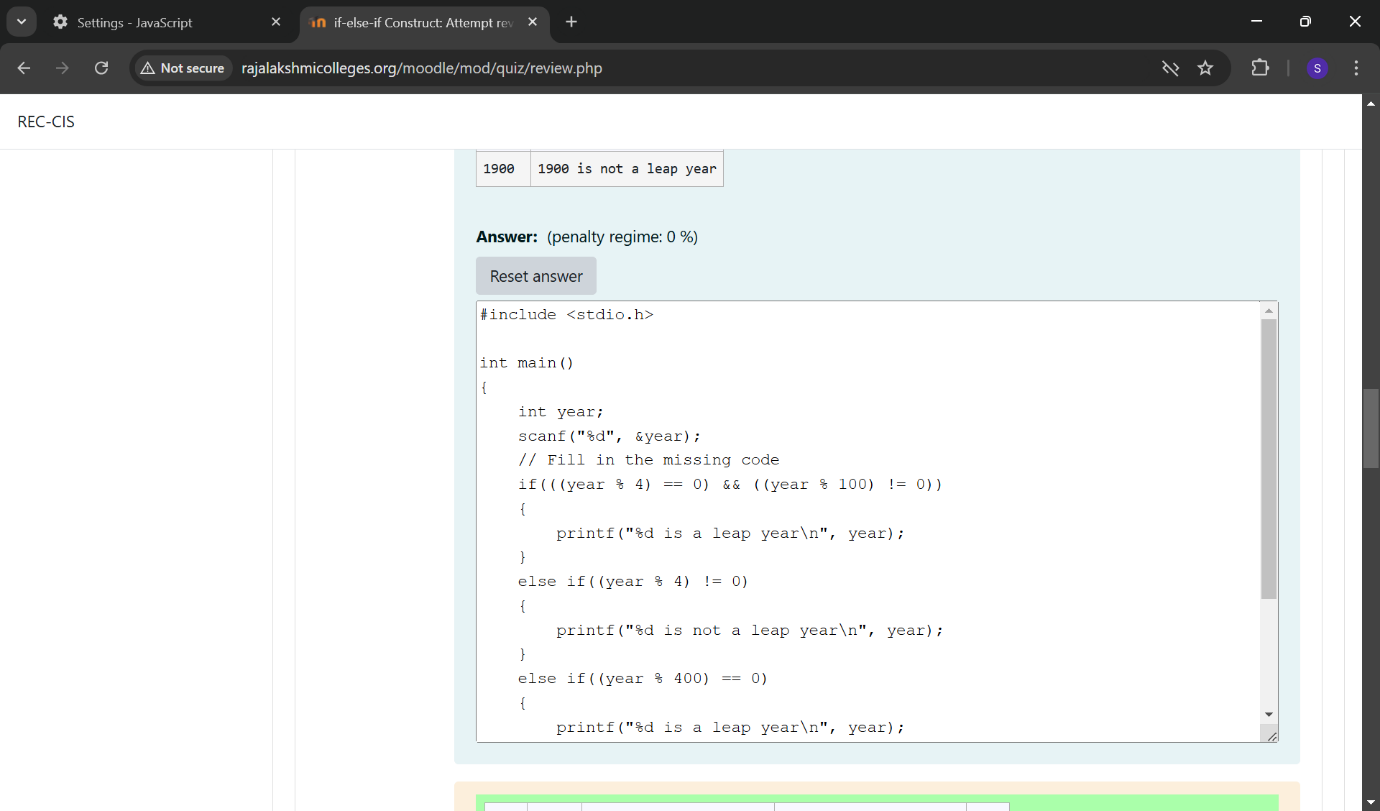 Settings - JavaScript
if-else-if Construct: Attempt rev
Not secure
rajalakshmicolleges.org/moodle/mod/quiz/review.php
S
REC-CIS
1900 1900 is not a leap year
Answer: (penalty regime: 0 %)
Reset answer
#include <stdio.h>
int main()
{
int year;
scanf("%d", &year);
// Fill in the missing code
if(((year % 4) == 0) && ((year % 100) != 0))
{
printf("%d is a leap year\n", year);
}
else if((year % 4) != 0)
{
printf("%d is not a leap year\n", year);
}
else if((year % 400) == 0)
{
printf("%d is a leap year\n", year);